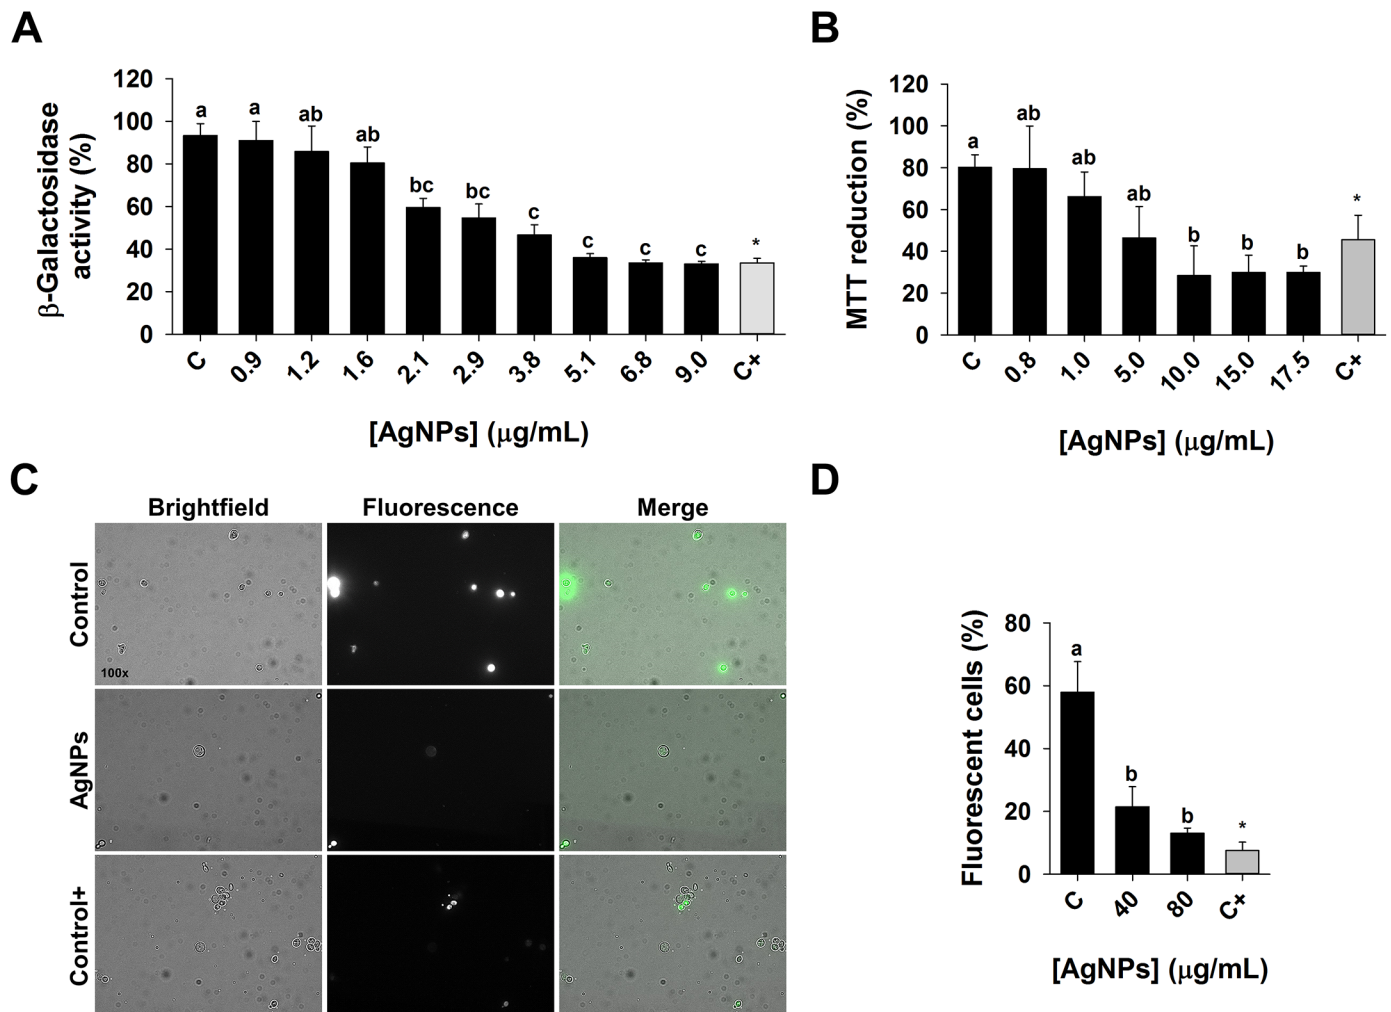 A
β-Galactosidase
activity (%)
120
100
80
60
40
20
0
a a ab ab bc bc c c c c *
C 0.9 1.2 1.6 2.1 2.9 3.8 5.1 6.8 9.0 C+
[AgNPs] (μg/mL)
B
MTT reduction (%)
120
100
80
60
40
20
0
a ab ab ab b b b *
C 0.8 1.0 5.0 10.0 15.0 17.5 C+
[AgNPs] (μg/mL)
C
Brightfield Fluorescence Merge
Control
100x
AgNPs
Control+
D
Fluorescent cells (%)
80
60
40
20
0
a b b *
C 40 80 C+
[AgNPs] (μg/mL)